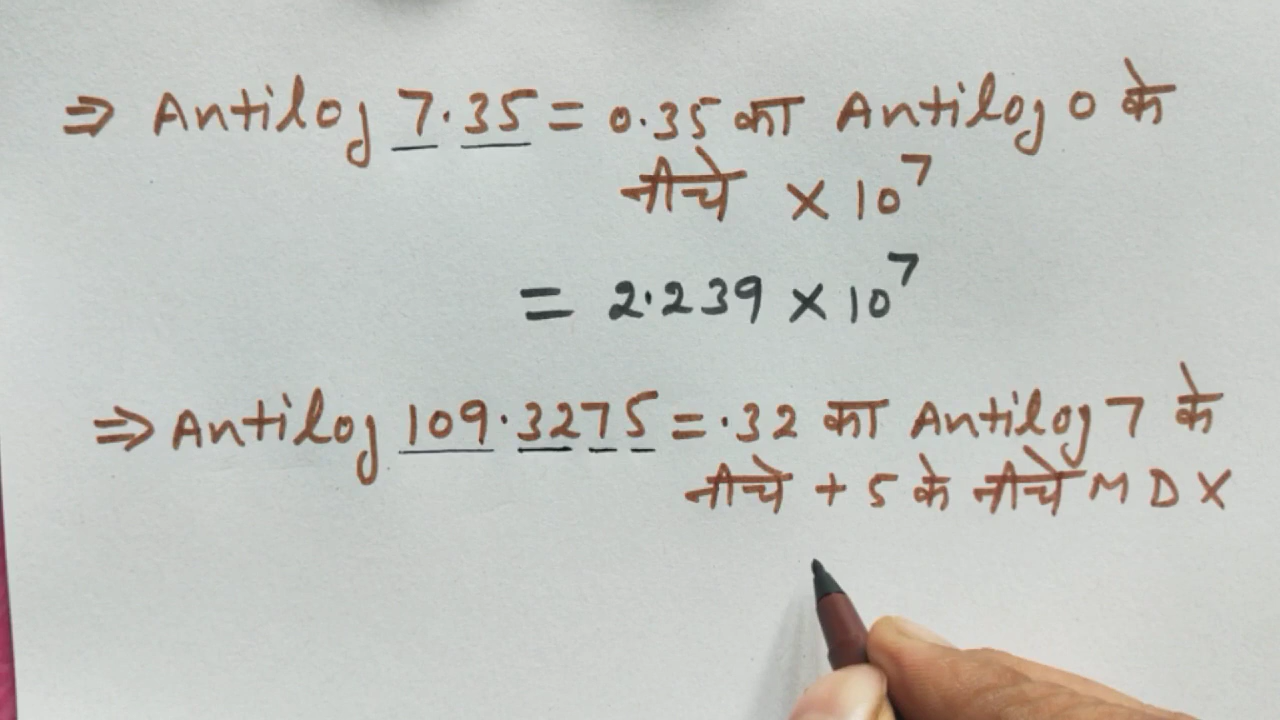 ⇒ Antilog 7.35 = 0.35 का Antilog 0 के
नीचे × 10⁷
= 2.239 × 10⁷
⇒ Antilog 109.3275 = .32 का Antilog 7 के
नीचे + 5 के नीचे M D X